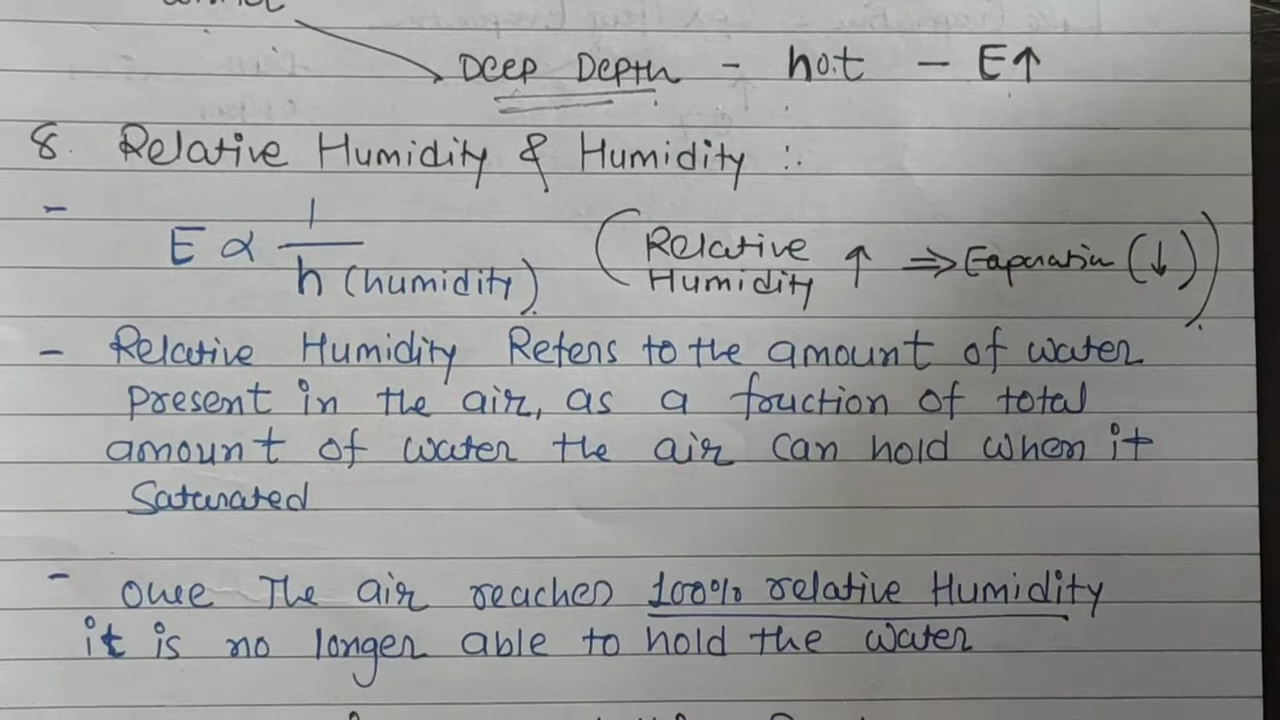 Deep Depth - hot - E↑
8. Relative Humidity & Humidity :.
- E ∝ 1/h (humidity) (Relative Humidity ↑ ⇒ Eaporation (↓))
- Relative Humidity Refers to the amount of water
present in the air, as a fruction of total
amount of water the air can hold when it
Saturated
- Once The air reaches 100% relative Humidity
it is no longer able to hold the water